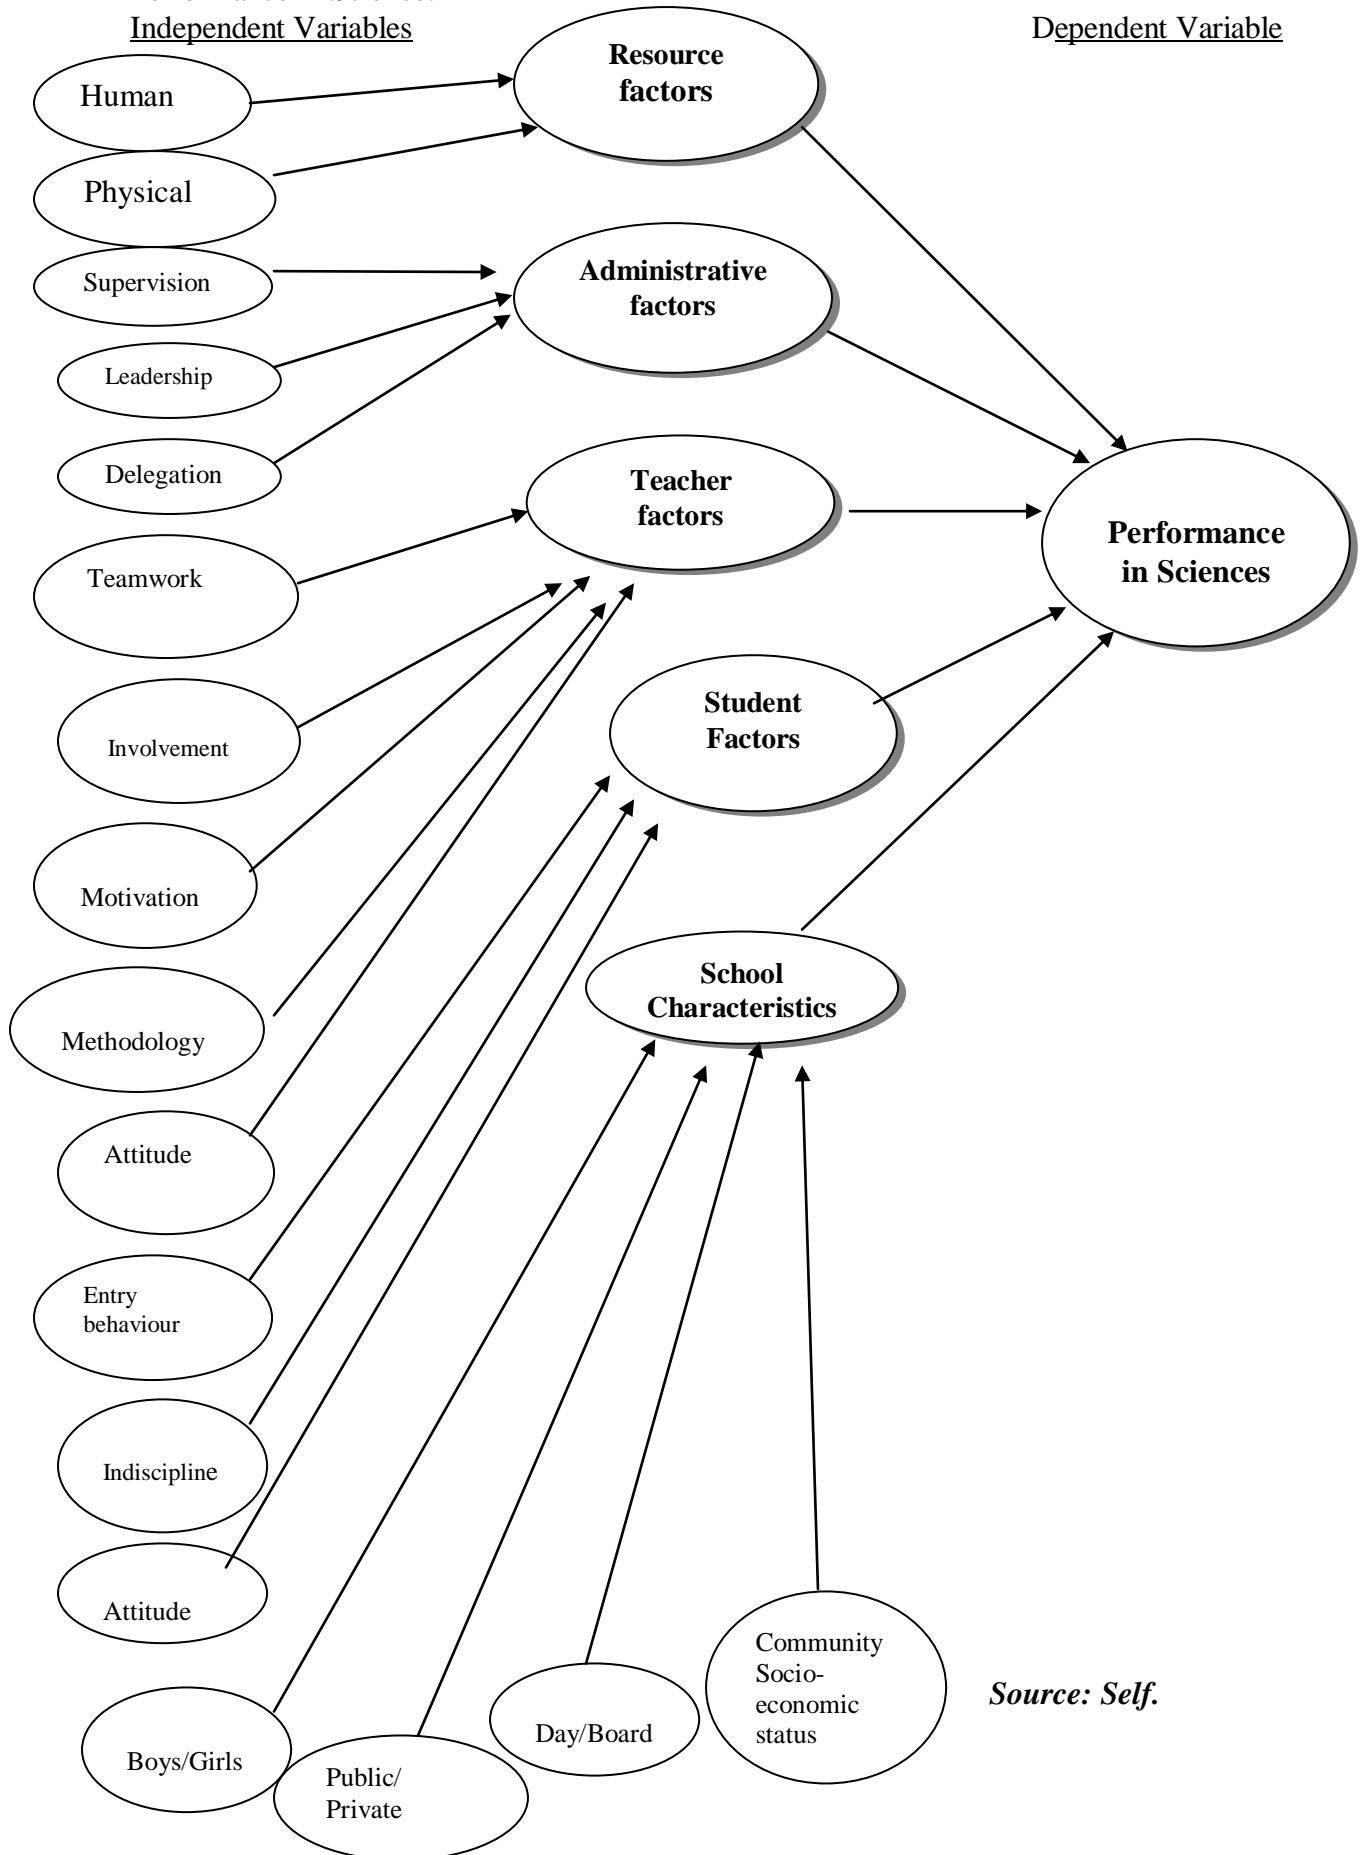 Independent Variables
Dependent Variable
Resource
factors
Human
Physical
Supervision
Administrative
factors
Leadership
Delegation
Teacher
factors
Performance
in Sciences
Teamwork
Student
Factors
Involvement
Motivation
School
Characteristics
Methodology
Attitude
Entry
behaviour
Indiscipline
Attitude
Community
Socio-
economic
status
Source: Self.
Day/Board
Boys/Girls
Public/
Private